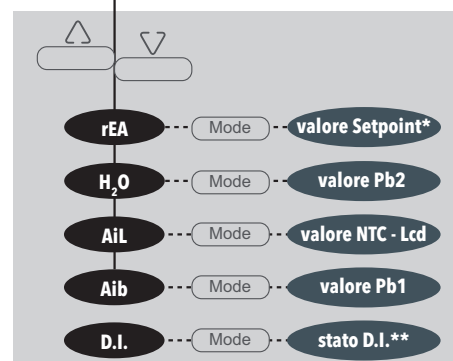 rEA Mode valore Setpoint*
H₂O Mode valore Pb2
AiL Mode valore NTC - Lcd
Aib Mode valore Pb1
D.I. Mode stato D.I.**